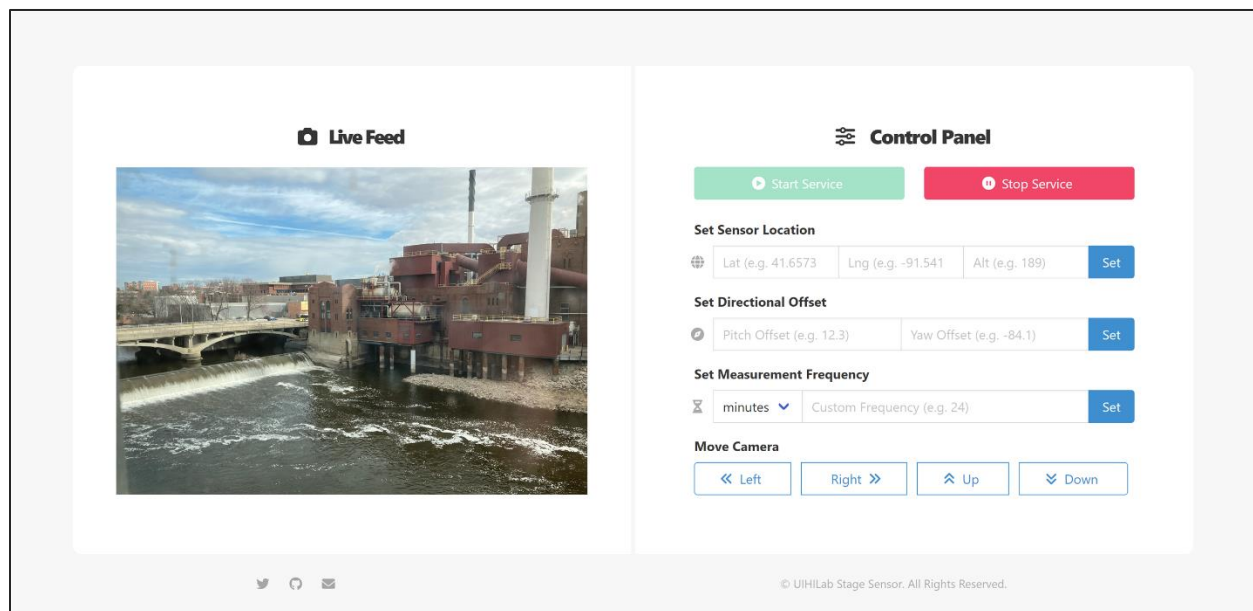 Live Feed
Control Panel
Start Service
Stop Service
Set Sensor Location
Lat (e.g. 41.6573
Lng (e.g. -91.541
Alt (e.g. 189)
Set
Set Directional Offset
Pitch Offset (e.g. 12.3)
Yaw Offset (e.g. -84.1)
Set
Set Measurement Frequency
minutes
Custom Frequency (e.g. 24)
Set
Move Camera
Left
Right
Up
Down
© UIHILab Stage Sensor. All Rights Reserved.